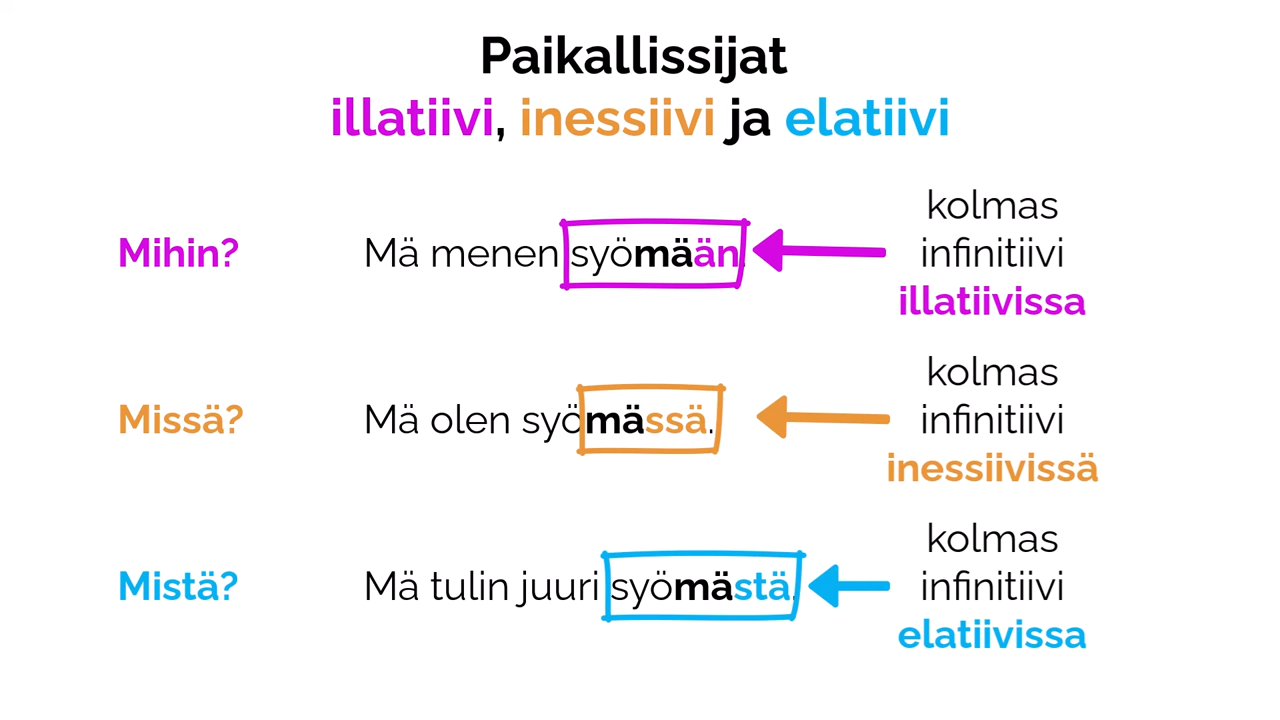 Paikallissijat
illatiivi, inessiivi ja elatiivi
Mihin?
Mä menen syömään.
kolmas
infinitiivi
illatiivissa
Missä?
Mä olen syömässä.
kolmas
infinitiivi
inessiivissä
Mistä?
Mä tulin juuri syömästä.
kolmas
infinitiivi
elatiivissa